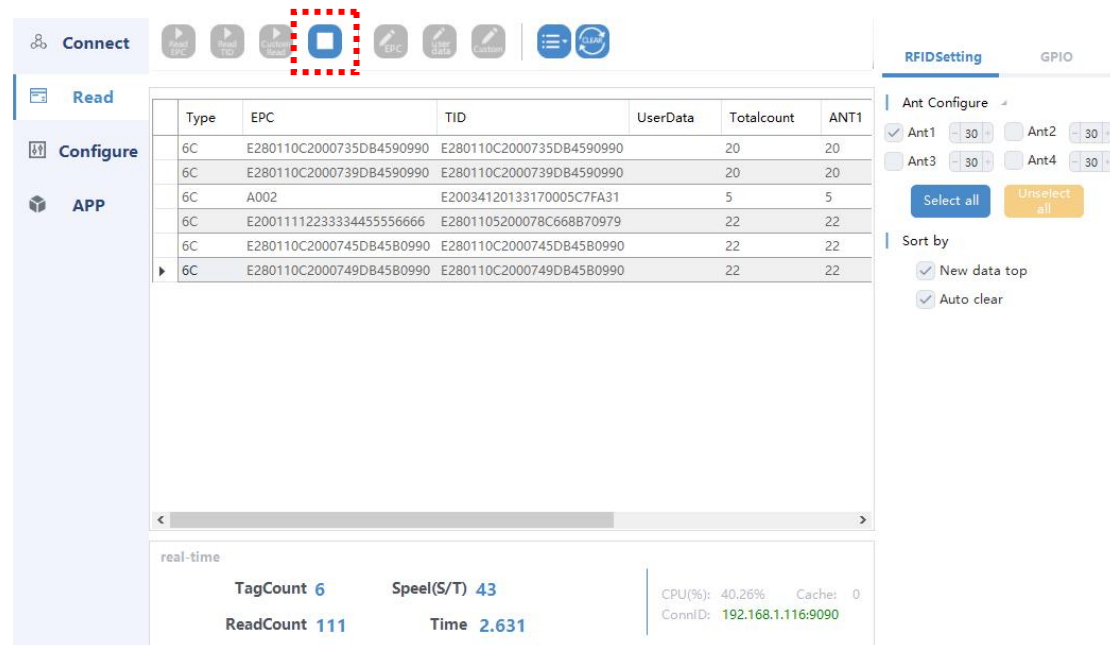 Connect
Read EPC
Read TID
Custom Read
EPC
user data
Custom
CLEAR
RFIDSetting GPIO
Read
Configure
APP
Type EPC TID UserData Totalcount ANT1
6C E280110C2000735DB4590990 E280110C2000735DB4590990 20 20
6C E280110C2000739DB4590990 E280110C2000739DB4590990 20 20
6C A002 E20034120133170005C7FA31 5 5
6C E20011112233334455556666 E2801105200078C668B70979 22 22
6C E280110C2000745DB45B0990 E280110C2000745DB45B0990 22 22
6C E280110C2000749DB45B0990 E280110C2000749DB45B0990 22 22
Ant Configure
Ant1 - 30 + Ant2 - 30 +
Ant3 - 30 + Ant4 - 30 +
Select all
Unselect all
Sort by
New data top
Auto clear
real-time
TagCount 6 Speel(S/T) 43
ReadCount 111 Time 2.631
CPU(%): 40.26% Cache: 0
ConnID: 192.168.1.116:9090